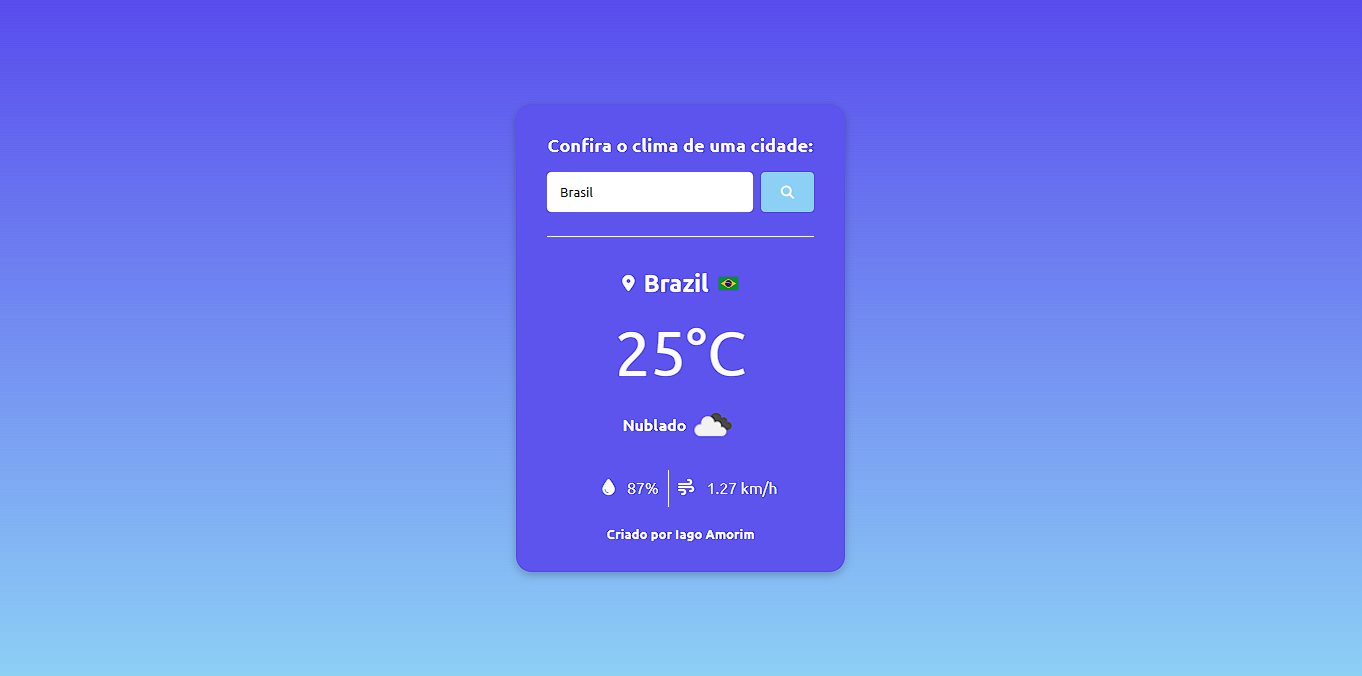 Confira o clima de uma cidade:
Brasil
Brazil
25°C
Nublado
87% 1.27 km/h
Criado por Iago Amorim